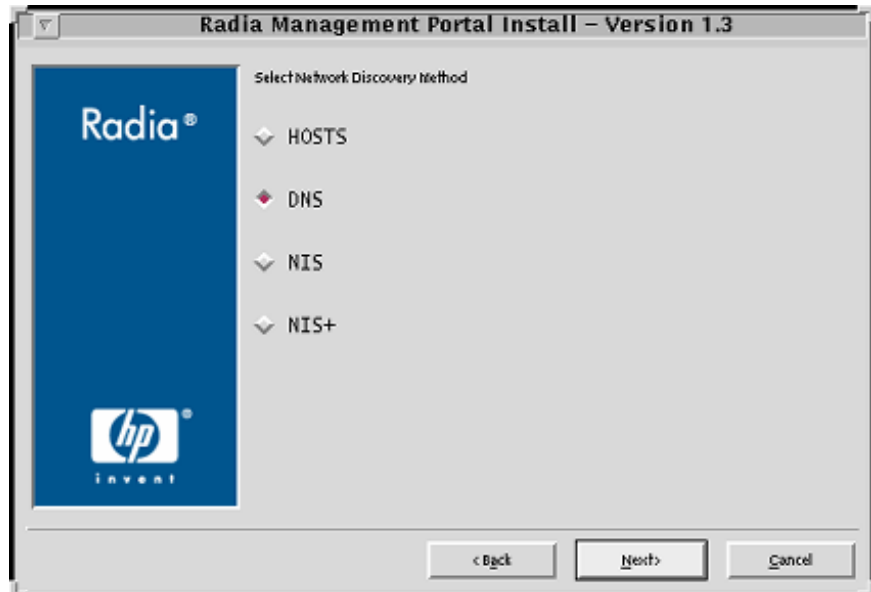 Radia Management Portal Install – Version 1.3
Select Network Discovery Method
Radia®
HOSTS
DNS
NIS
NIS+
hp®
invent
<Back
Next>
Cancel